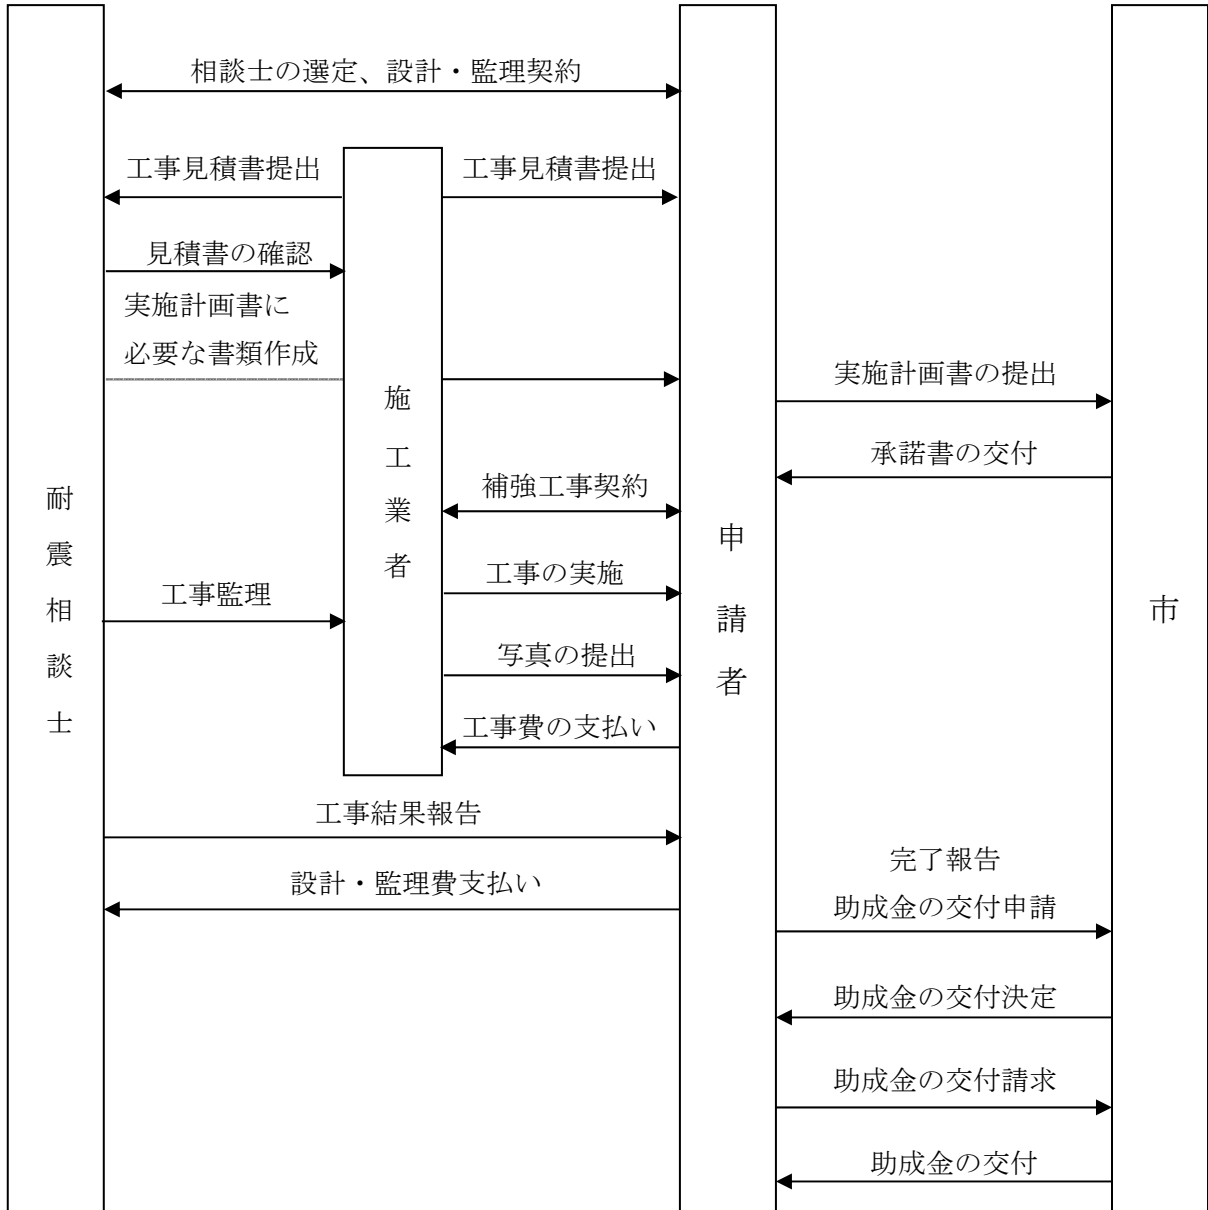 相談士の選定、設計・監理契約
工事見積書提出
工事見積書提出
見積書の確認
実施計画書に
必要な書類作成
実施計画書の提出
承諾書の交付
補強工事契約
工事の実施
工事監理
写真の提出
工事費の支払い
工事結果報告
設計・監理費支払い
完了報告
助成金の交付申請
助成金の交付決定
助成金の交付請求
助成金の交付
耐震相談士
施工業者
申請者
市